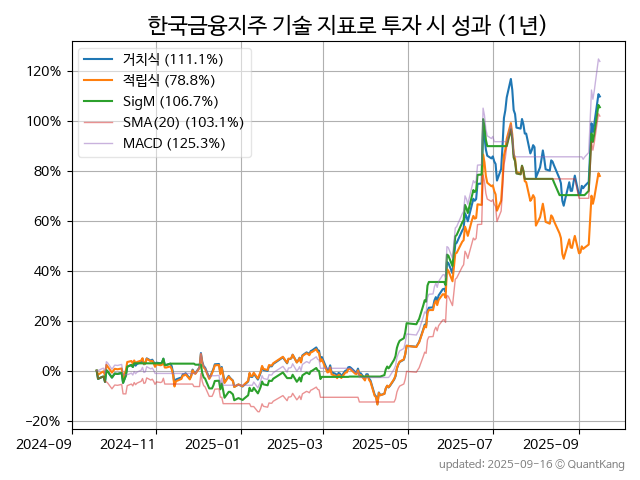 한국금융지주 기술 지표로 투자 시 성과 (1년)
거치식 (111.1%)
적립식 (78.8%)
SigM (106.7%)
SMA(20) (103.1%)
MACD (125.3%)
120%
100%
80%
60%
40%
20%
0%
−20%
2024-09 2024-11 2025-01 2025-03 2025-05 2025-07 2025-09
updated: 2025-09-16 © QuantKang